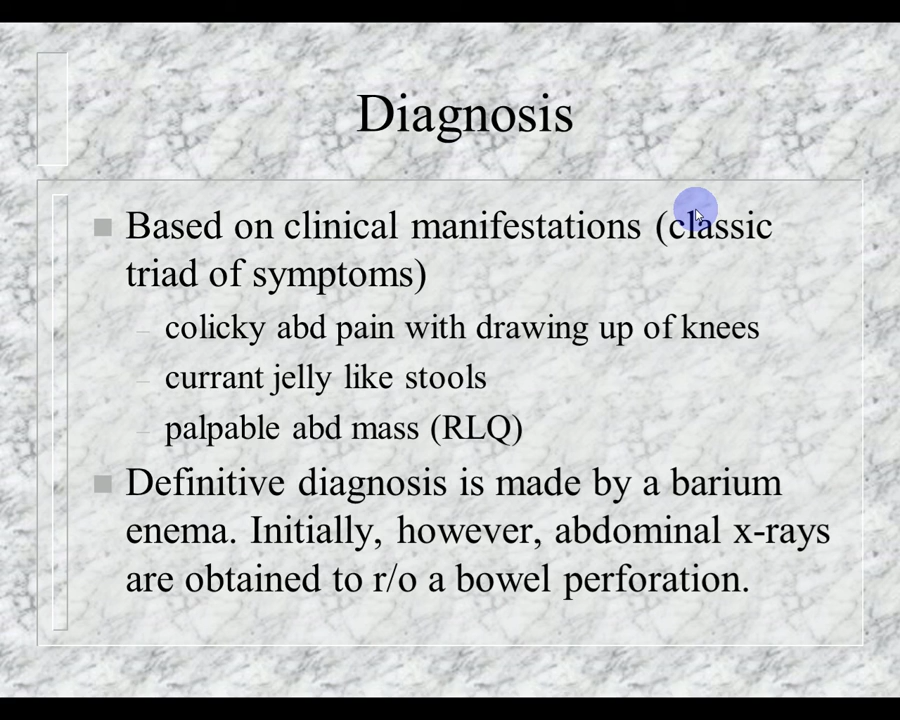 Diagnosis
Based on clinical manifestations (classic
triad of symptoms)
– colicky abd pain with drawing up of knees
– currant jelly like stools
– palpable abd mass (RLQ)
Definitive diagnosis is made by a barium
enema. Initially, however, abdominal x-rays
are obtained to r/o a bowel perforation.